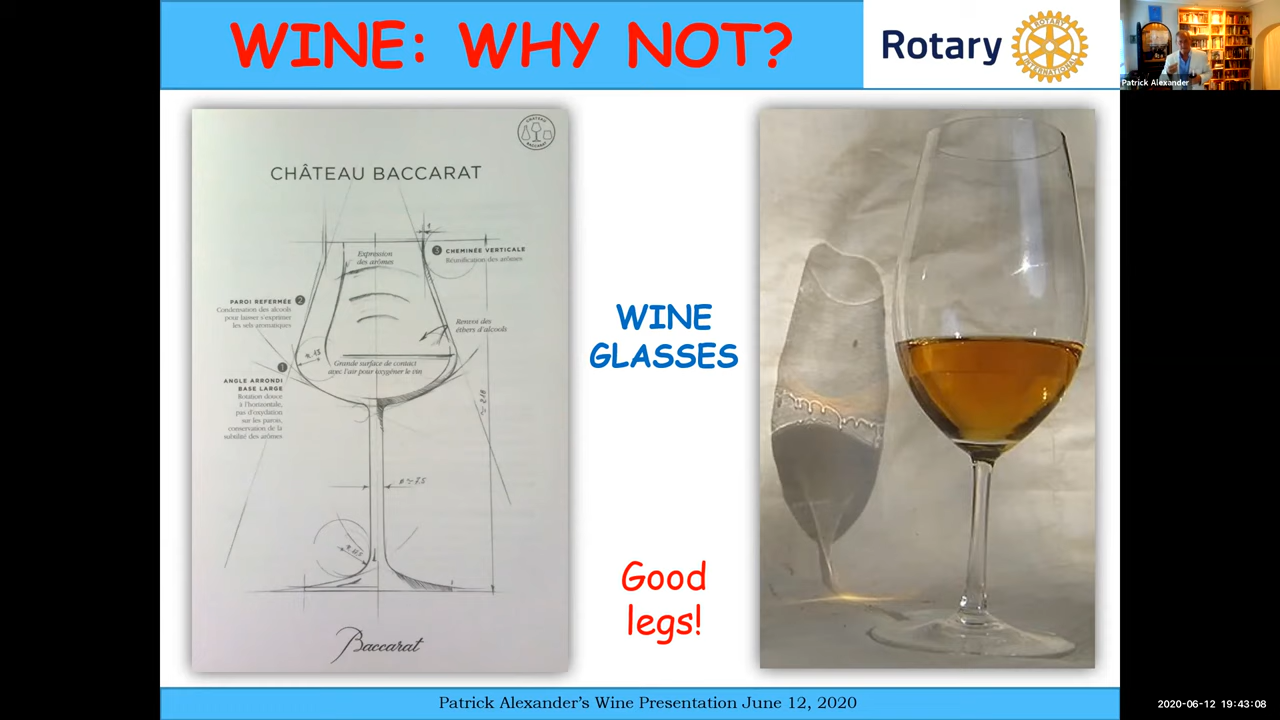 WINE: WHY NOT?
Rotary
ROTARY
INTERNATIONAL
Patrick Alexander
CHÂTEAU
BACCARAT
CHÂTEAU BACCARAT
Expression
des arômes
3 CHEMINÉE VERTICALE
Réunification des arômes
PAROI REFERMÉE 2
Condensation des alcools
pour laisser s'exprimer
les sels aromatiques
Renvoi des
éthers d'alcools
Grande surface de contact
avec l'air pour oxygéner le vin
1
ANGLE ARRONDI
BASE LARGE
Rotation douce
à l'horizontale,
pas d'oxydation
sur les parois,
conservation de la
subtilité des arômes
Baccarat
WINE
GLASSES
Good
legs!
Patrick Alexander's Wine Presentation June 12, 2020
2020-06-12 19:43:08